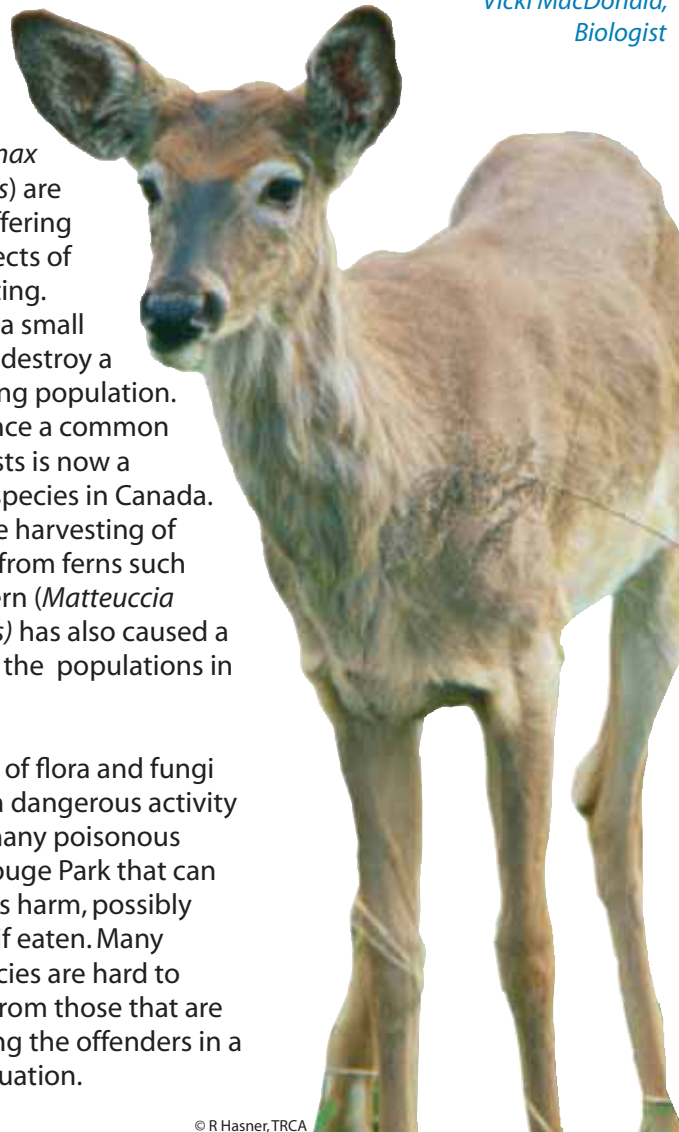 Vicki MacDonald,
Biologist
max
s) are
ffering
ects of
ting.
a small
destroy a
ng population.
nce a common
sts is now a
species in Canada.
e harvesting of
from ferns such
ern (Matteuccia
s) has also caused a
the populations in
of flora and fungi
n dangerous activity
many poisonous
ouge Park that can
s harm, possibly
if eaten. Many
cies are hard to
from those that are
ng the offenders in a
uation.
© R Hasner, TRCA